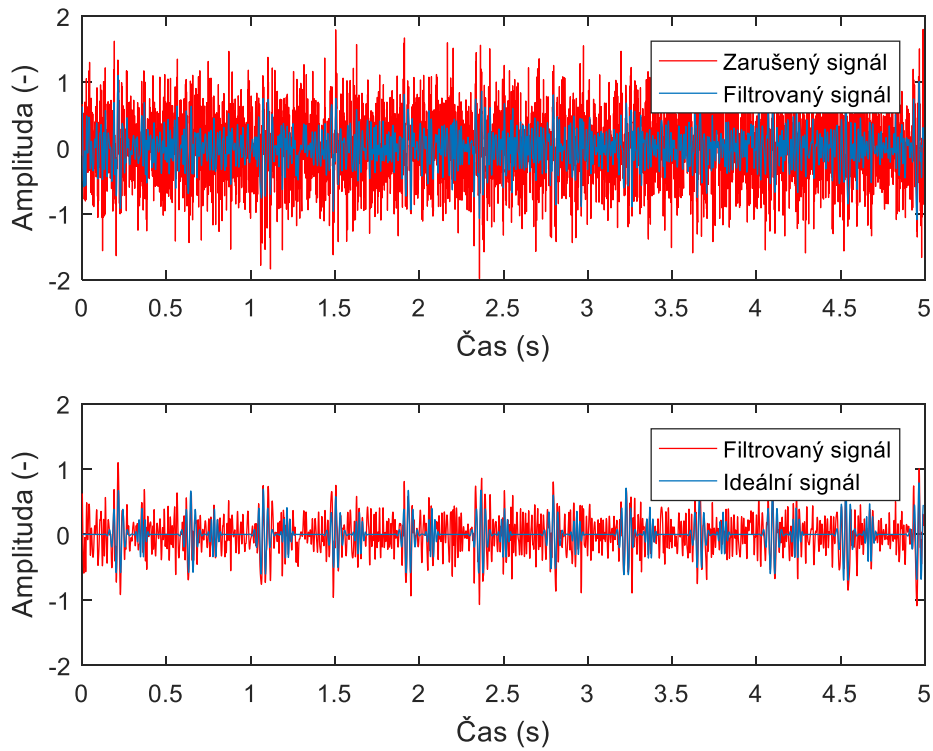 2
1
0
-1
-2
Amplituda (-)
Zarušený signál
Filtrovaný signál
0 0.5 1 1.5 2 2.5 3 3.5 4 4.5 5
Čas (s)
2
1
0
-1
-2
Amplituda (-)
Filtrovaný signál
Ideální signál
0 0.5 1 1.5 2 2.5 3 3.5 4 4.5 5
Čas (s)